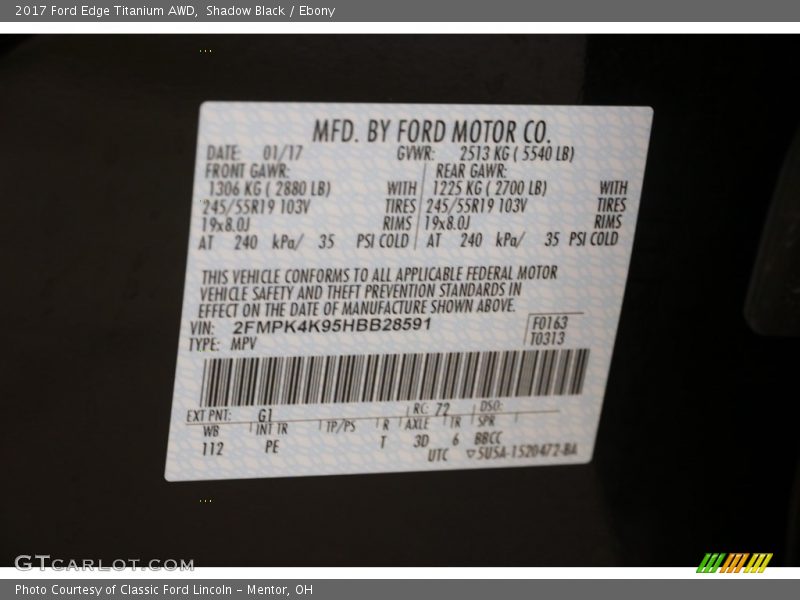 2017 Ford Edge Titanium AWD, Shadow Black / Ebony
MFD. BY FORD MOTOR CO.
DATE: 01/17 GVWR: 2513 KG ( 5540 LB)
FRONT GAWR: REAR GAWR:
1306 KG ( 2880 LB) WITH 1225 KG ( 2700 LB) WITH
245/55R19 103V TIRES 245/55R19 103V TIRES
19x8.0J RIMS 19x8.0J RIMS
AT 240 kPa/ 35 PSI COLD AT 240 kPa/ 35 PSI COLD
THIS VEHICLE CONFORMS TO ALL APPLICABLE FEDERAL MOTOR
VEHICLE SAFETY AND THEFT PREVENTION STANDARDS IN
EFFECT ON THE DATE OF MANUFACTURE SHOWN ABOVE.
VIN: 2FMPK4K95HBB28591 F0163
TYPE: MPV T0313
EXT PNT: G1 RC: 72 DSO:
WB INT TR TP/PS R AXLE TR SPR
112 PE T 3D 6 BBCC
UTC ▽5U5A-1520472-BA
GTCARLOT.COM
Photo Courtesy of Classic Ford Lincoln - Mentor, OH